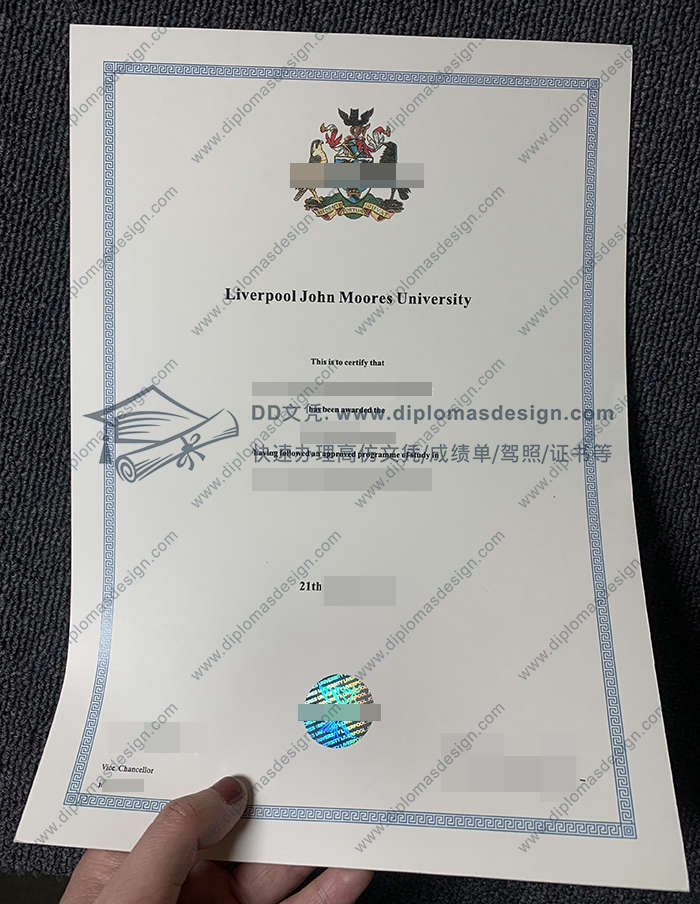 Liverpool John Moores University
This is to certify that
has been awarded the
DD文凭: www.diplomasdesign.com
having followed an approved programme of study in
快速办理高仿文凭/成绩单/驾照/证书等
21th
Vice Chancellor
www.diplomasdesign.com